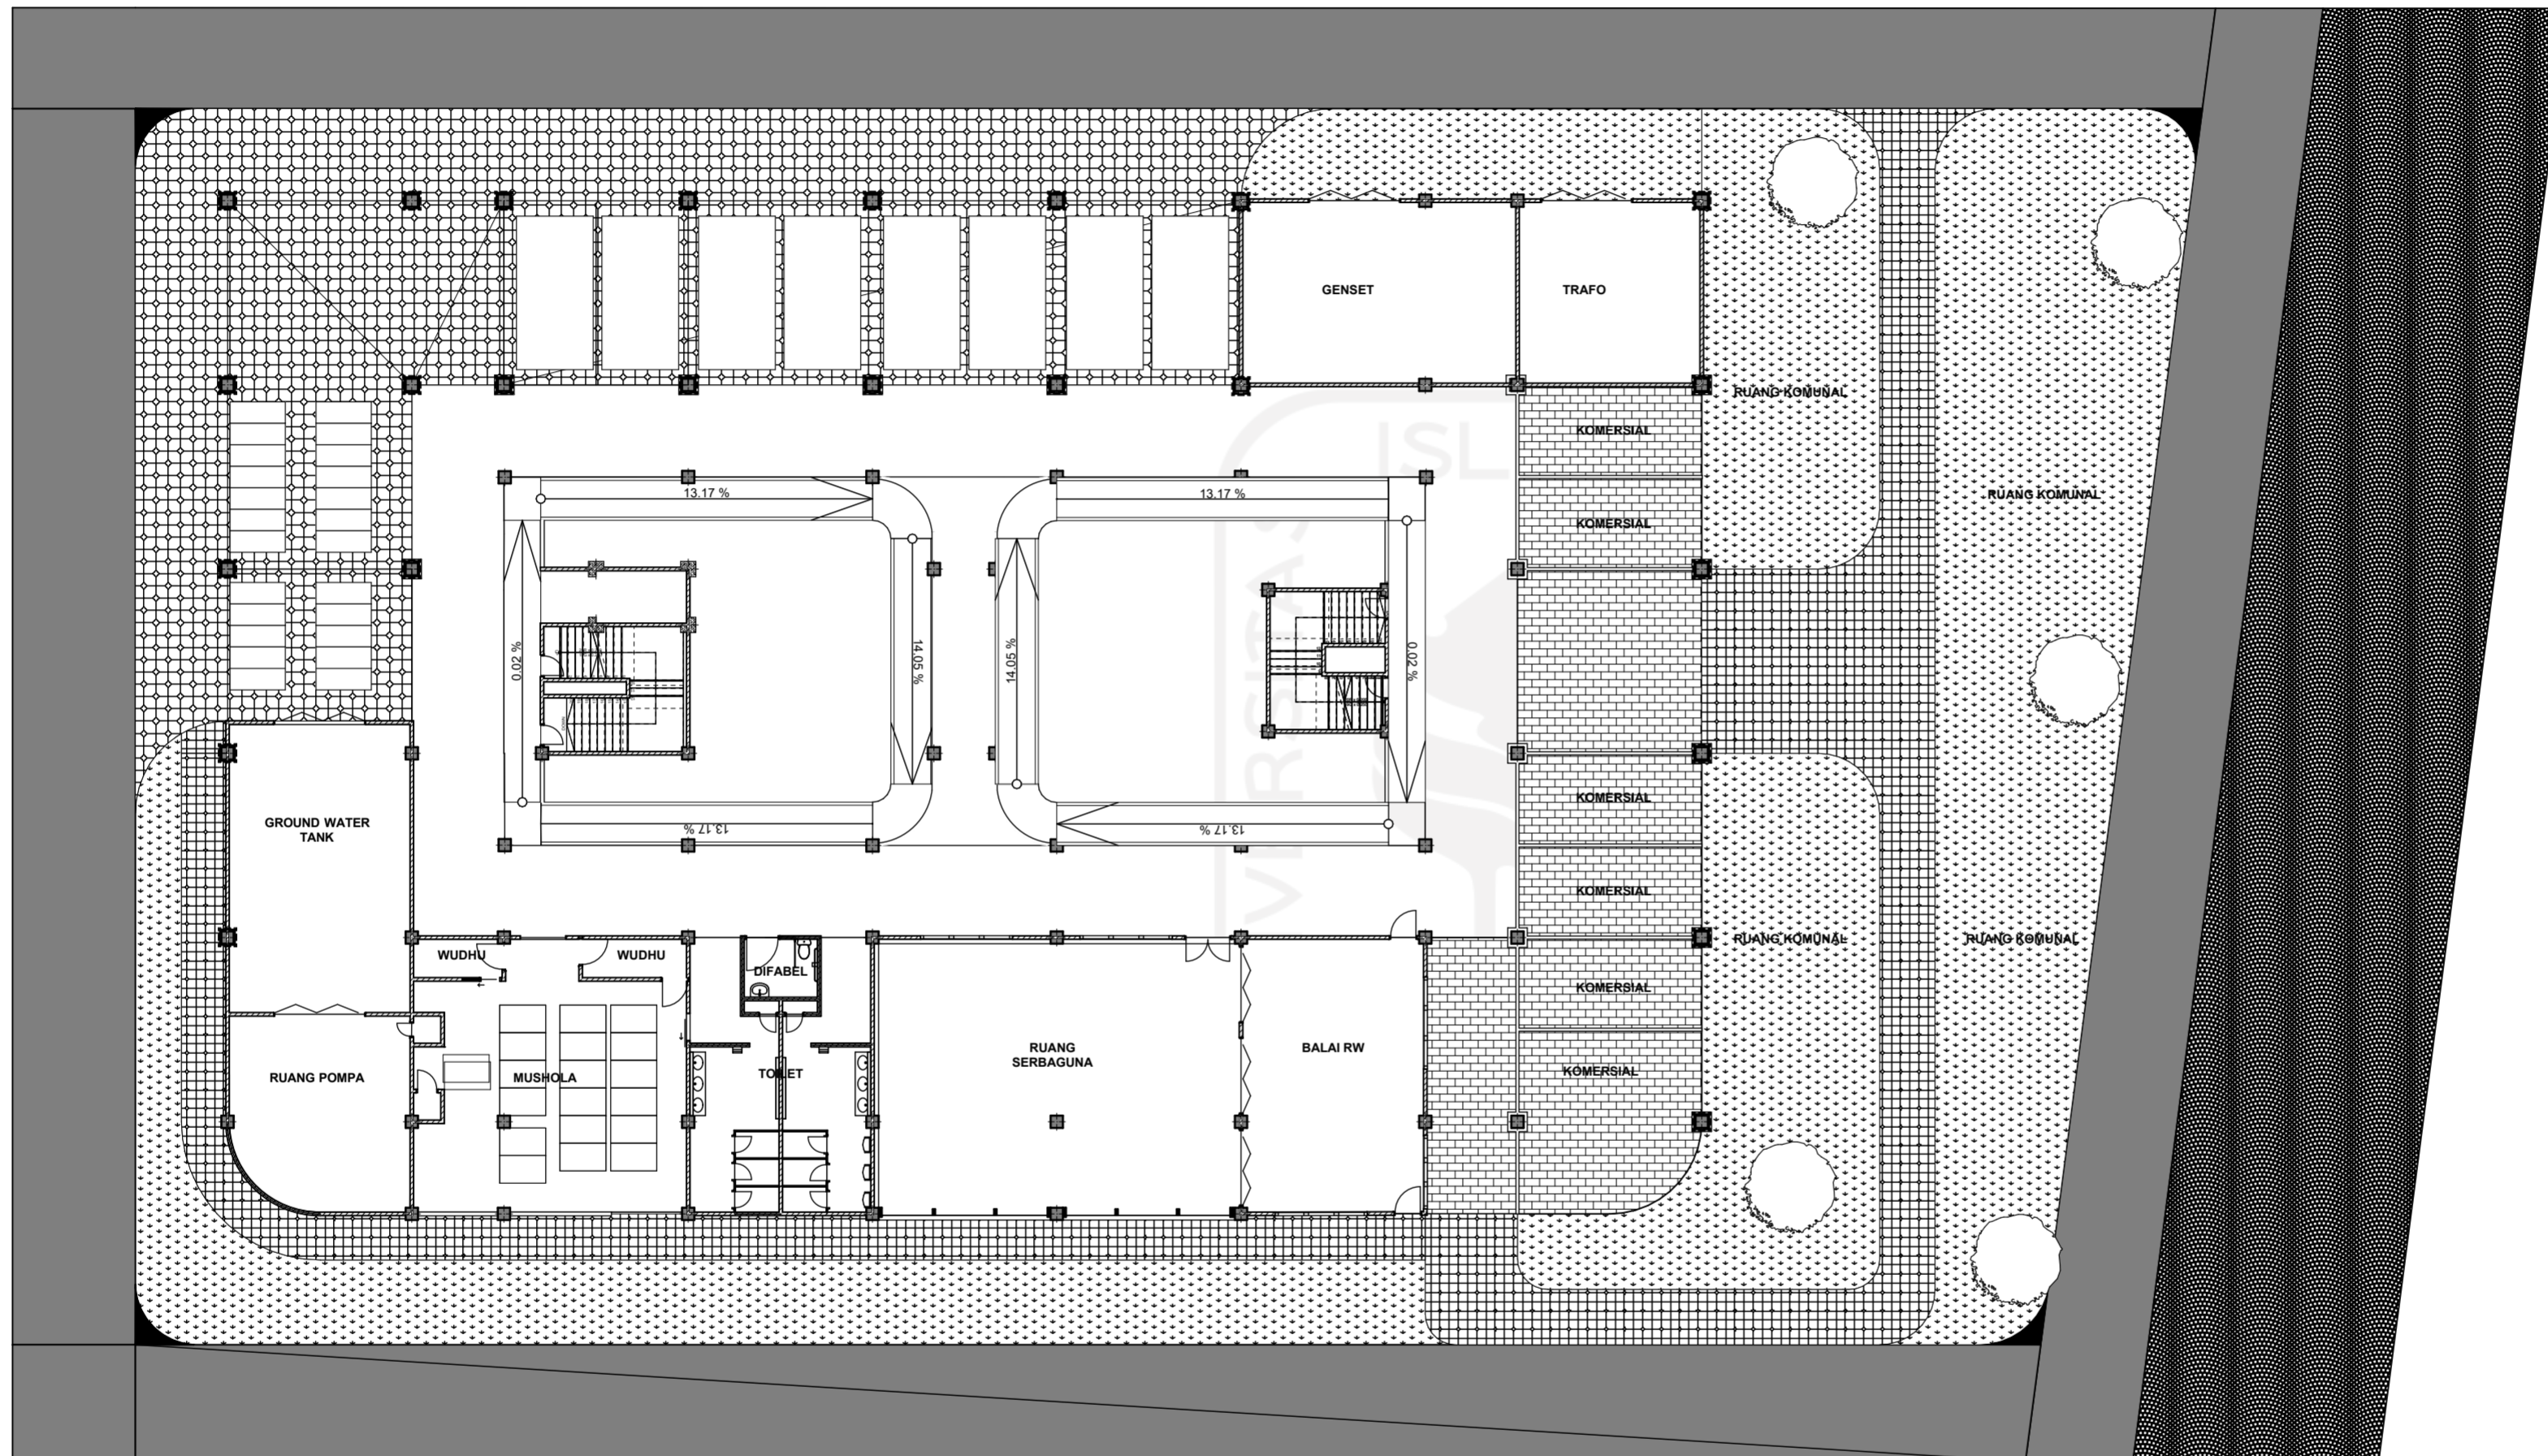 GENSET
TRAFO
RUANG KOMUNAL
KOMERSIAL
ISL
13.17 %
13.17 %
RUANG KOMUNAL
KOMERSIAL
0.02 %
14.05 %
14.05 %
0.02 %
VERSITAS
KOMERSIAL
GROUND WATER
TANK
13.17 %
13.17 %
KOMERSIAL
RUANG KOMUNAL
RUANG KOMUNAL
WUDHU
WUDHU
DIFABEL
KOMERSIAL
RUANG
SERBAGUNA
BALAI RW
KOMERSIAL
RUANG POMPA
MUSHOLA
TOILET